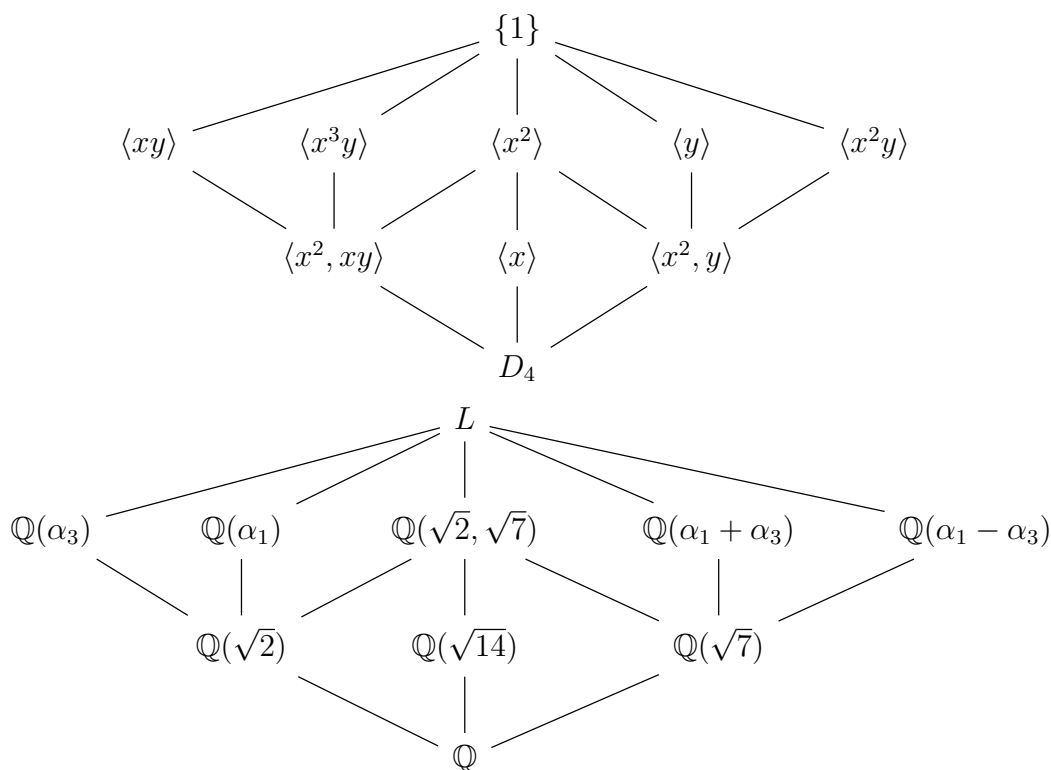 {1}
⟨xy⟩ ⟨x³y⟩ ⟨x²⟩ ⟨y⟩ ⟨x²y⟩
⟨x², xy⟩ ⟨x⟩ ⟨x², y⟩
D₄
L
ℚ(α₃) ℚ(α₁) ℚ(√2, √7) ℚ(α₁ + α₃) ℚ(α₁ − α₃)
ℚ(√2) ℚ(√14) ℚ(√7)
ℚ